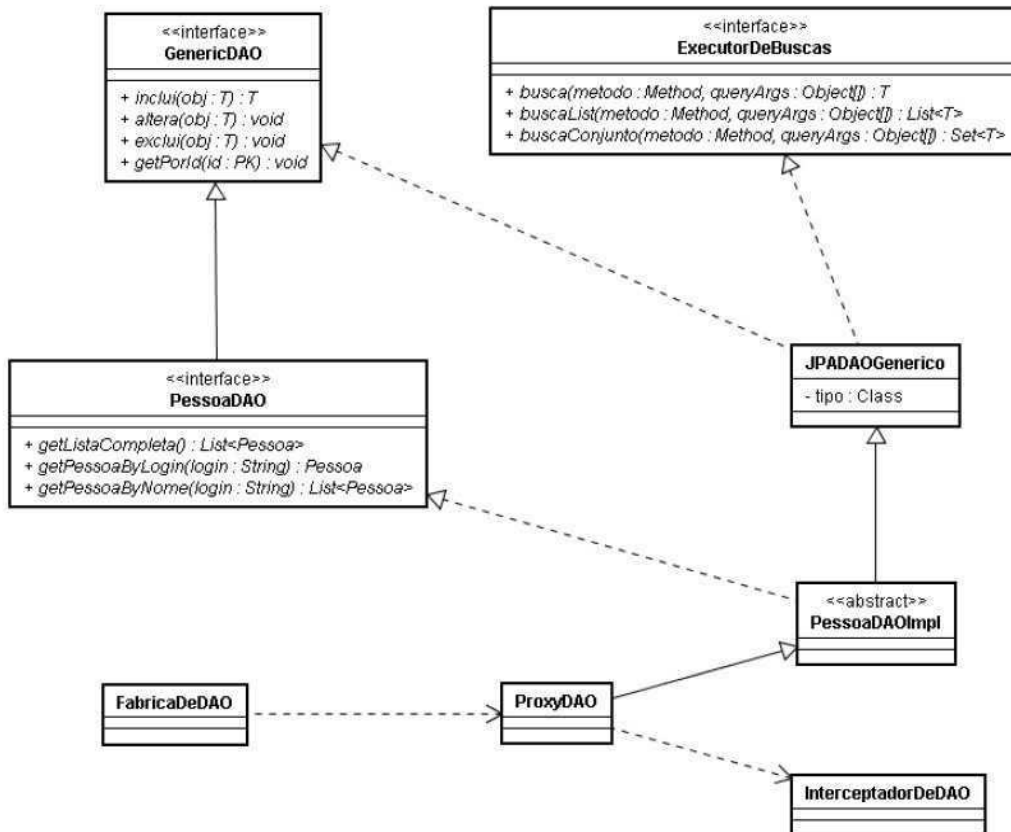 <<interface>>
GenericDAO
+ inclui(obj : T) : T
+ altera(obj : T) : void
+ exclui(obj : T) : void
+ getPorId(id : PK) : void
<<interface>>
ExecutorDeBuscas
+ busca(metodo : Method, queryArgs : Object[]) : T
+ buscaList(metodo : Method, queryArgs : Object[]) : List<T>
+ buscaConjunto(metodo : Method, queryArgs : Object[]) : Set<T>
<<interface>>
PessoaDAO
+ getListaCompleta() : List<Pessoa>
+ getPessoaByLogin(login : String) : Pessoa
+ getPessoaByNome(login : String) : List<Pessoa>
JPADAOGenerico
- tipo : Class
<<abstract>>
PessoaDAOImpl
FabricaDeDAO
ProxyDAO
InterceptadorDeDAO